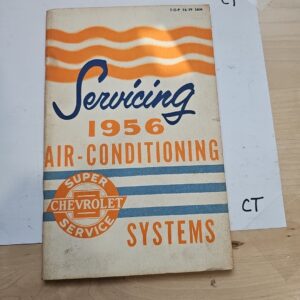 CT
Servicing
1956
AIR-CONDITIONING
SUPER
CHEVROLET
SERVICE
CT
SYSTEMS